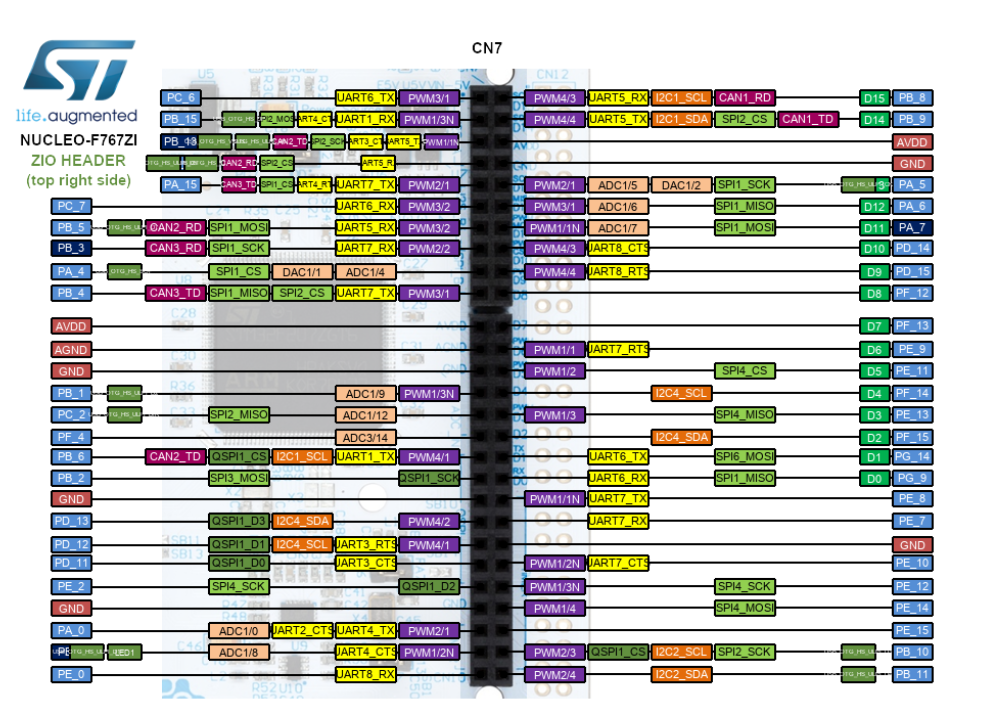 CN7
life.augmented
NUCLEO-F767ZI
ZIO HEADER
(top right side)
U5
CN12
PC_6 UART6_TX PWM3/1 PWM4/3 UART5_RX I2C1_SCL CAN1_RD D15 PB_8
PB_15 UART1_RX PWM1/3N PWM4/4 UART5_TX I2C1_SDA SPI2_CS CAN1_TD D14 PB_9
CAN2_TD PWM1/1N AVDD
CAN2_RD SPI2_CS GND
PA_15 CAN3_TD SPI1_CS UART7_TX PWM2/1 PWM2/1 ADC1/5 DAC1/2 SPI1_SCK PA_5
PC_7 UART6_RX PWM3/2 PWM3/1 ADC1/6 SPI1_MISO D12 PA_6
PB_5 CAN2_RD SPI1_MOSI UART5_RX PWM3/2 PWM1/1N ADC1/7 SPI1_MOSI D11 PA_7
PB_3 CAN3_RD SPI1_SCK UART7_RX PWM2/2 PWM4/3 UART8_CTS D10 PD_14
PA_4 SPI1_CS DAC1/1 ADC1/4 PWM4/4 UART8_RTS D9 PD_15
PB_4 CAN3_TD SPI1_MISO SPI2_CS UART7_TX PWM3/1 D8 PF_12
AVDD D7 PF_13
AGND PWM1/1 UART7_RTS D6 PE_9
GND PWM1/2 SPI4_CS D5 PE_11
PB_1 ADC1/9 PWM1/3N I2C4_SCL D4 PF_14
PC_2 SPI2_MISO ADC1/12 PWM1/3 SPI4_MISO D3 PE_13
PF_4 ADC3/14 I2C4_SDA D2 PF_15
PB_6 CAN2_TD QSPI1_CS I2C1_SCL UART1_TX PWM4/1 UART6_TX SPI6_MOSI D1 PG_14
PB_2 SPI3_MOSI QSPI1_SCK UART6_RX SPI1_MISO D0 PG_9
GND PWM1/1N UART7_TX PE_8
PD_13 QSPI1_D3 I2C4_SDA PWM4/2 UART7_RX PE_7
PD_12 QSPI1_D1 I2C4_SCL UART3_RTS PWM4/1 GND
PD_11 QSPI1_D0 UART3_CTS PWM1/2N UART7_CTS PE_10
PE_2 SPI4_SCK QSPI1_D2 PWM1/3N SPI4_SCK PE_12
GND PWM1/4 SPI4_MOSI PE_14
PA_0 ADC1/0 UART2_CTS UART4_TX PWM2/1 PE_15
LED1 ADC1/8 UART4_CTS PWM1/2N PWM2/3 QSPI1_CS I2C2_SCL SPI2_SCK PB_10
PE_0 UART8_RX PWM2/4 I2C2_SDA PB_11